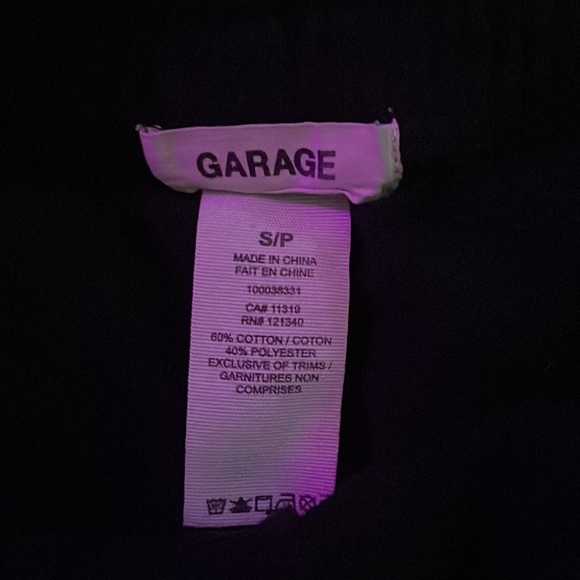 GARAGE
S/P
MADE IN CHINA
FAIT EN CHINE
100038331
CA# 11319
RN# 121340
60% COTTON / COTON
40% POLYESTER
EXCLUSIVE OF TRIMS /
GARNITURES NON
COMPRISES